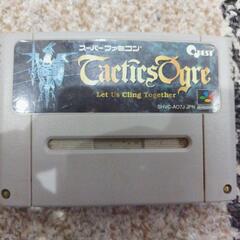 スーパーファミコン
QUEST
Tactics Ogre
Let Us Cling Together
SHVC-AO7J JPN